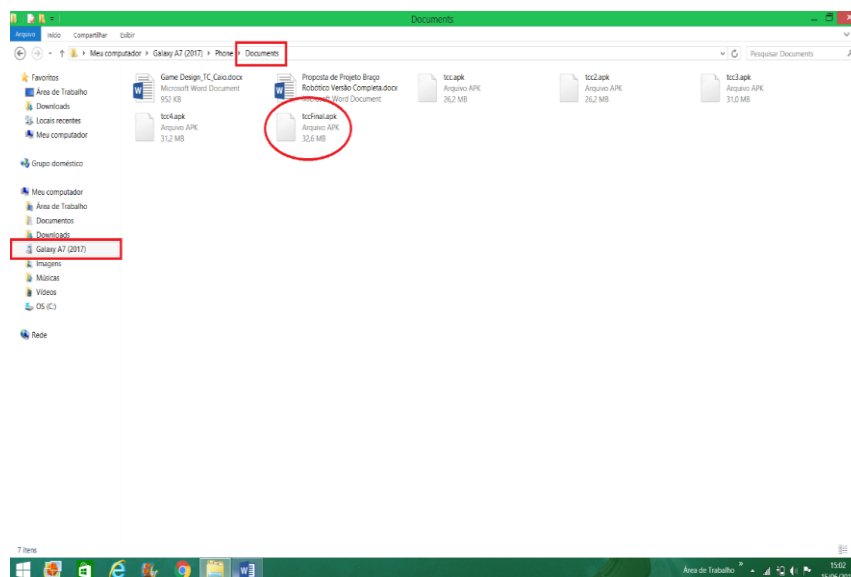 Documents
Arquivo Início Compartilhar Exibir
Meu computador Galaxy A7 (2017) Phone Documents
Pesquisar Documents
Favoritos
Área de Trabalho
Downloads
Locais recentes
Meu computador
Grupo doméstico
Meu computador
Área de Trabalho
Documentos
Downloads
Galaxy A7 (2017)
Imagens
Músicas
Vídeos
OS (C:)
Rede
Game Design_TC_Caio.docx
Microsoft Word Document
952 KB
Proposta de Projeto Braço
Robótico Versão Completa.docx
Microsoft Word Document
tcc.apk
Arquivo APK
26,2 MB
tcc2.apk
Arquivo APK
26,2 MB
tcc3.apk
Arquivo APK
31,0 MB
tcc4.apk
Arquivo APK
31,2 MB
tccFinal.apk
Arquivo APK
32,6 MB
7 itens
Área de Trabalho
15:02